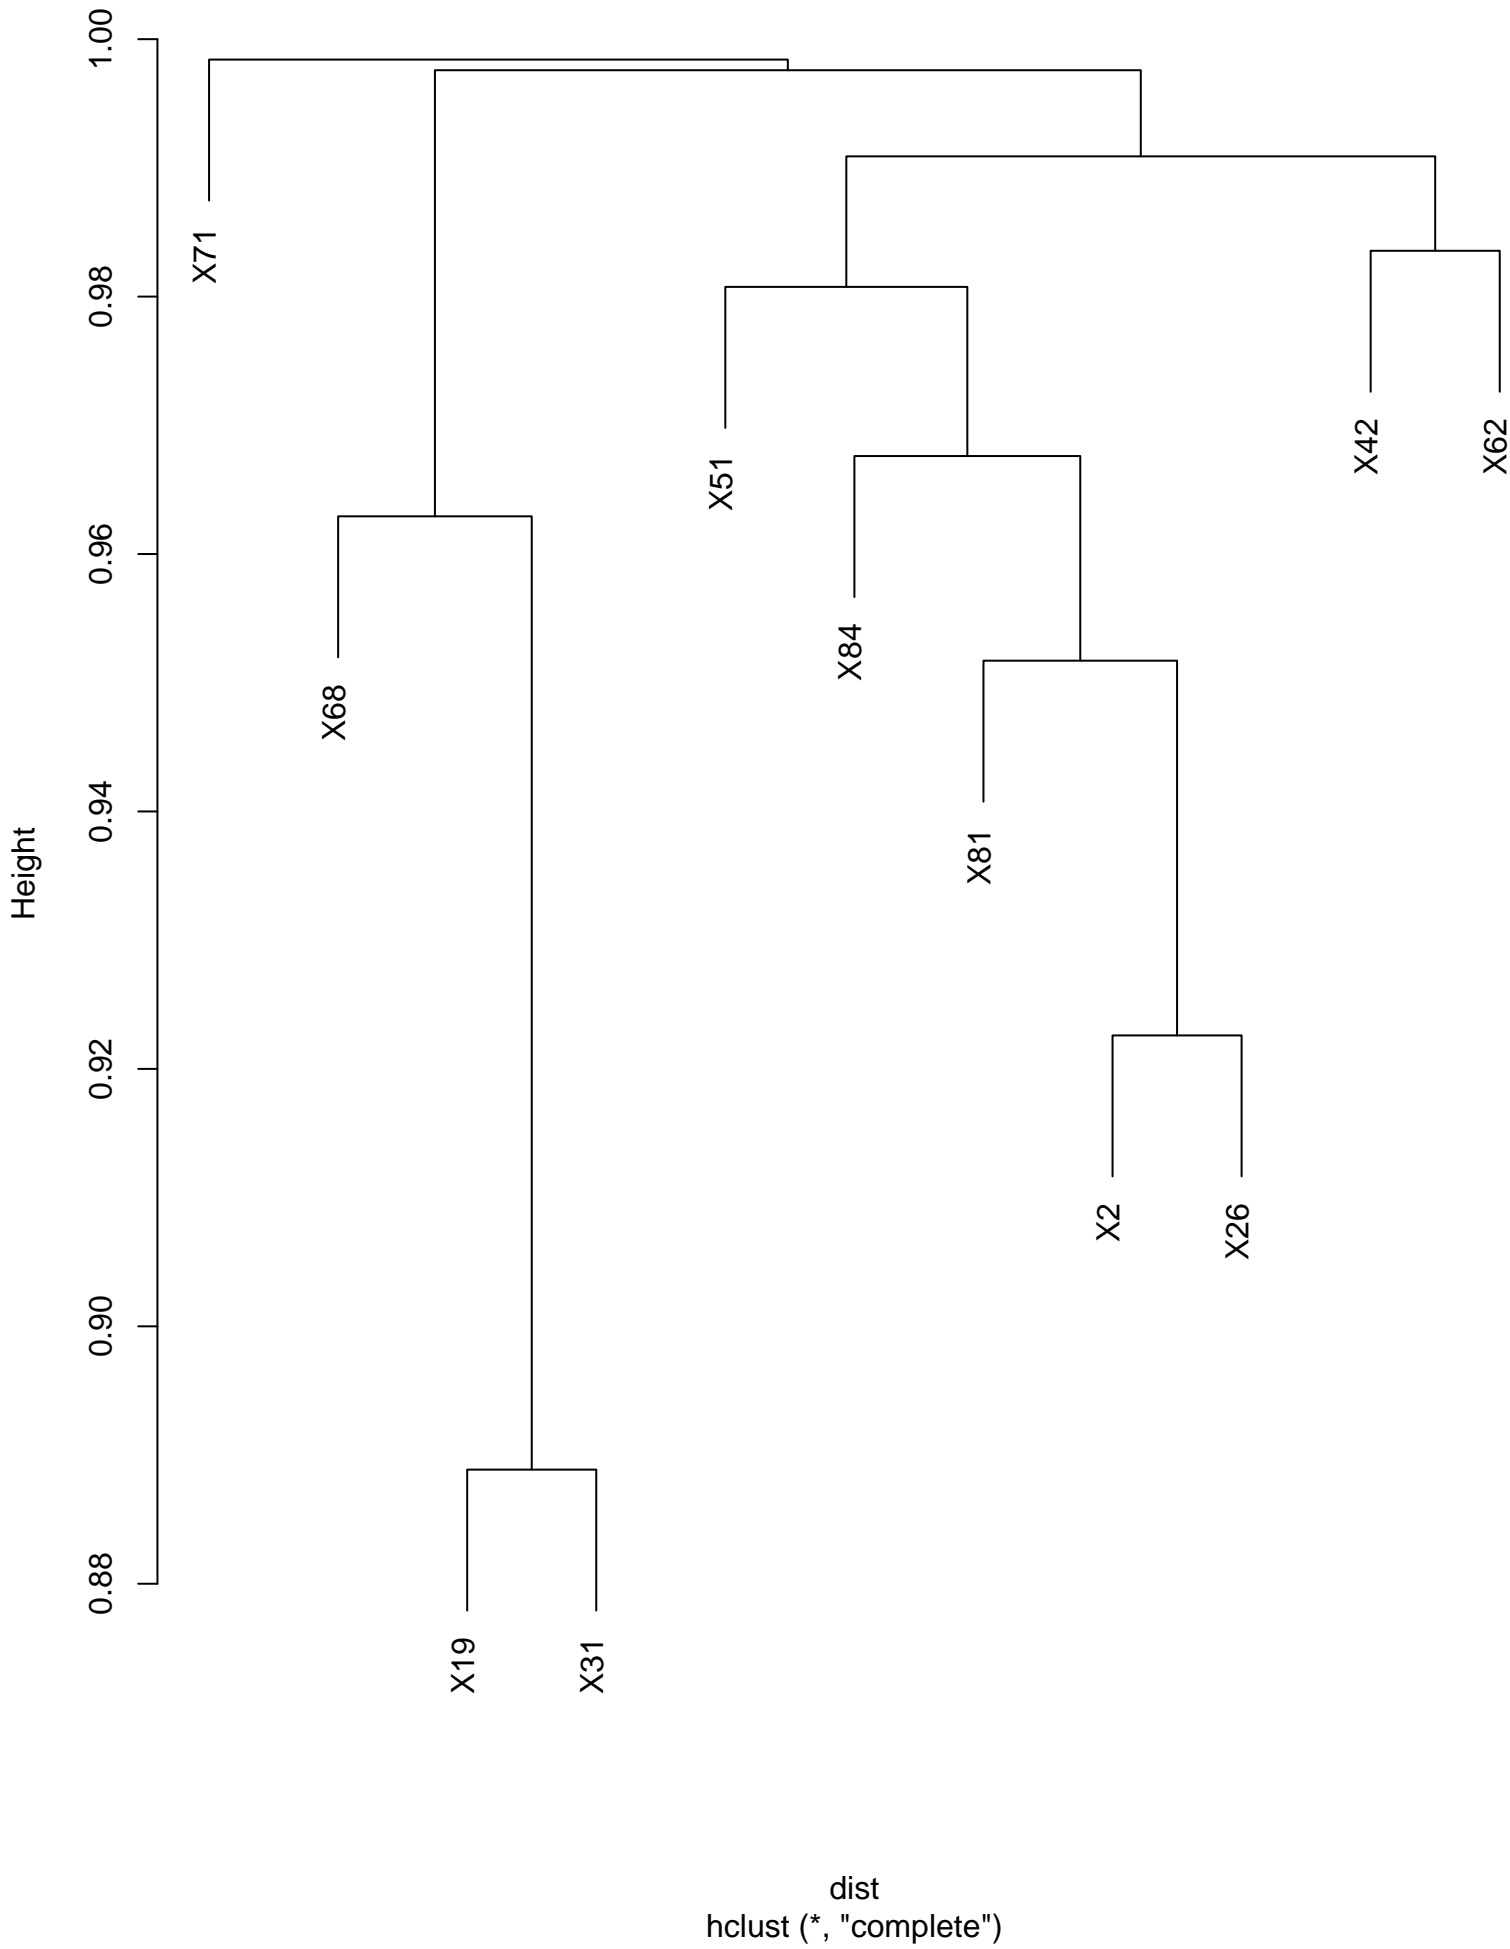 1.00
0.98
0.96
0.94
0.92
0.90
0.88
Height
X71
X68
X19
X31
X51
X84
X81
X2
X26
X42
X62
dist
hclust (*, "complete")